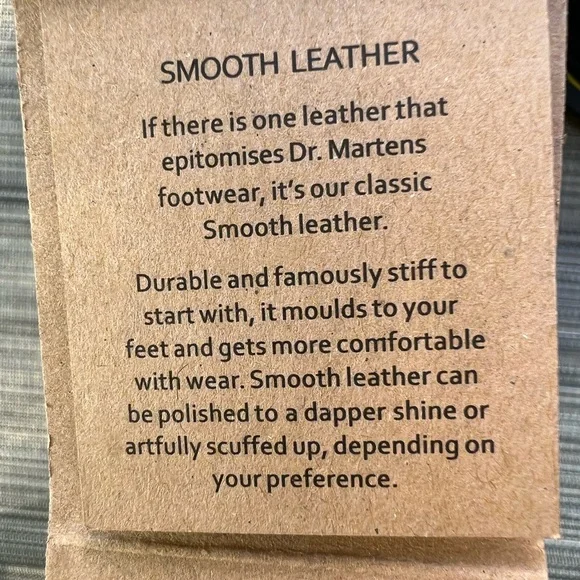 SMOOTH LEATHER
If there is one leather that
epitomises Dr. Martens
footwear, it's our classic
Smooth leather.
Durable and famously stiff to
start with, it moulds to your
feet and gets more comfortable
with wear. Smooth leather can
be polished to a dapper shine or
artfully scuffed up, depending on
your preference.